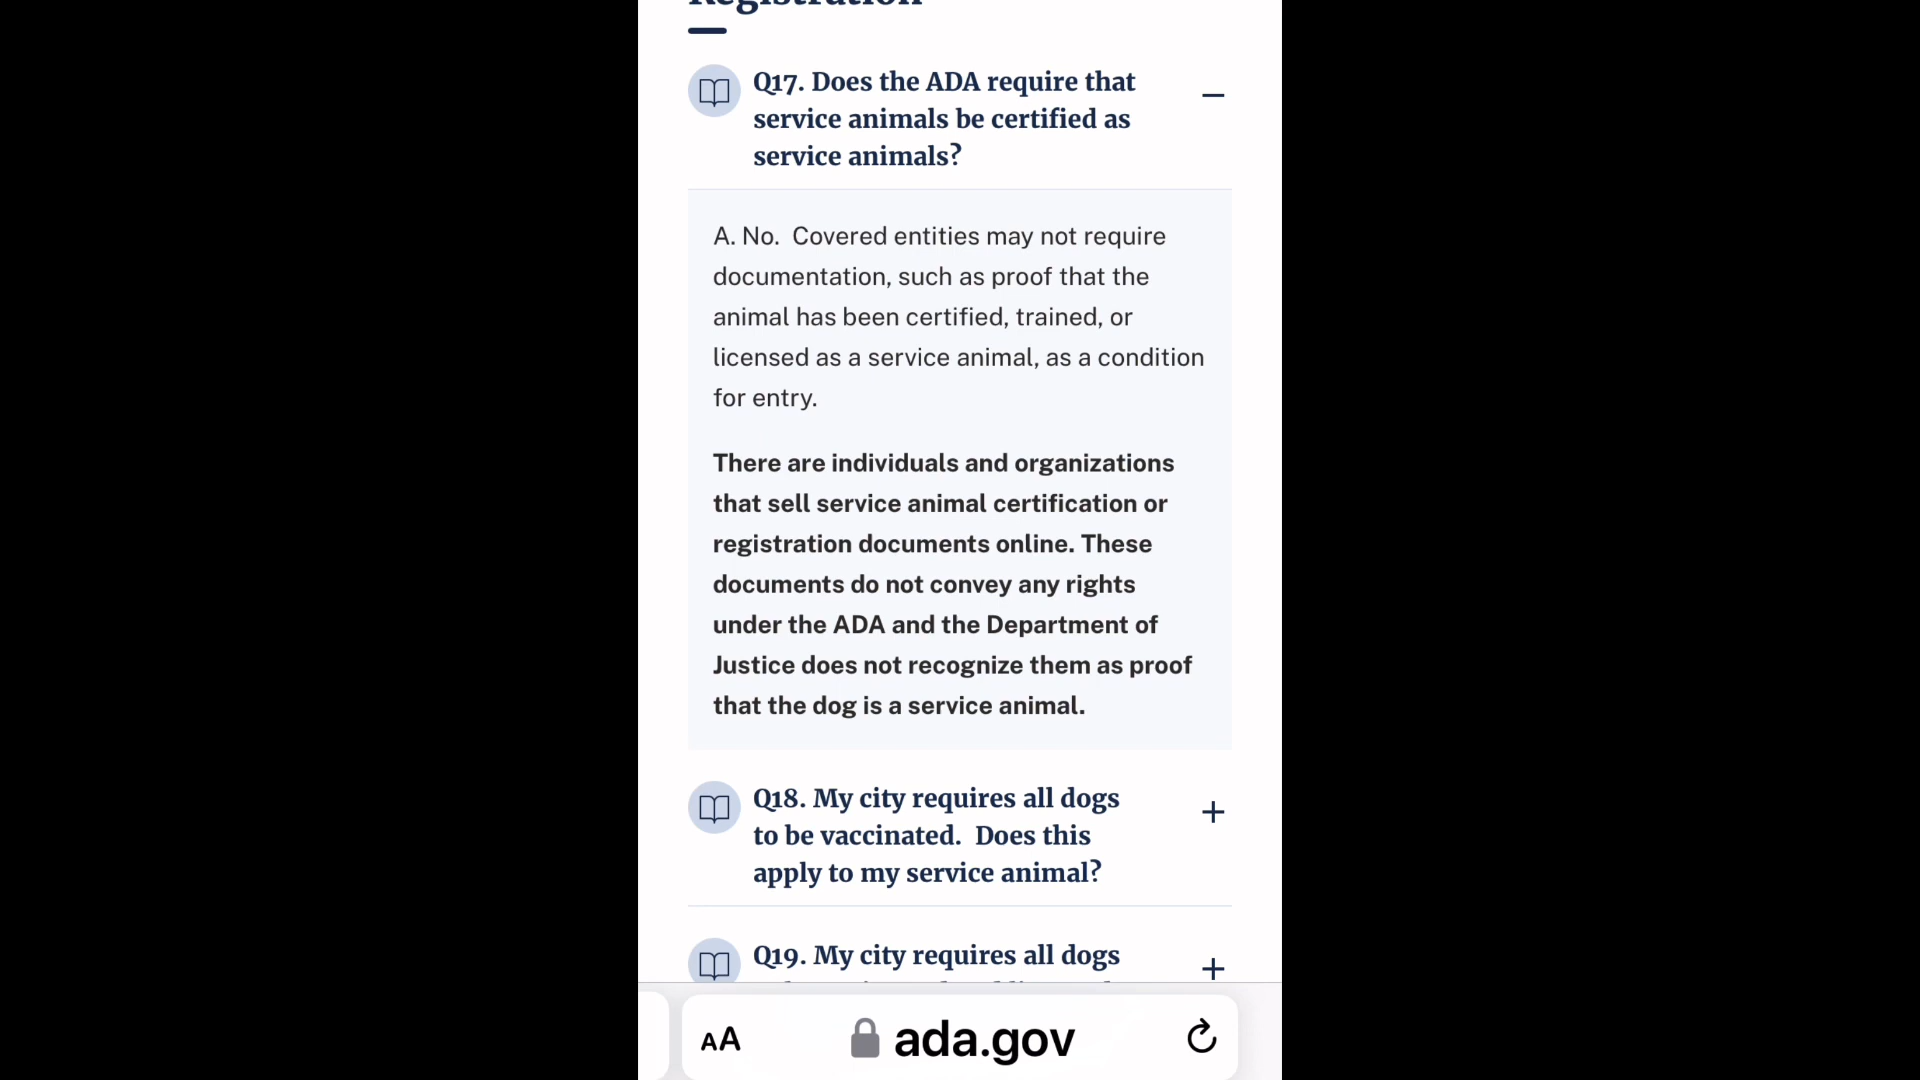 Registration
Q17. Does the ADA require that
service animals be certified as
service animals?
A. No.  Covered entities may not require
documentation, such as proof that the
animal has been certified, trained, or
licensed as a service animal, as a condition
for entry.
There are individuals and organizations
that sell service animal certification or
registration documents online. These
documents do not convey any rights
under the ADA and the Department of
Justice does not recognize them as proof
that the dog is a service animal.
Q18. My city requires all dogs
to be vaccinated.  Does this
apply to my service animal?
Q19. My city requires all dogs
AA
ada.gov